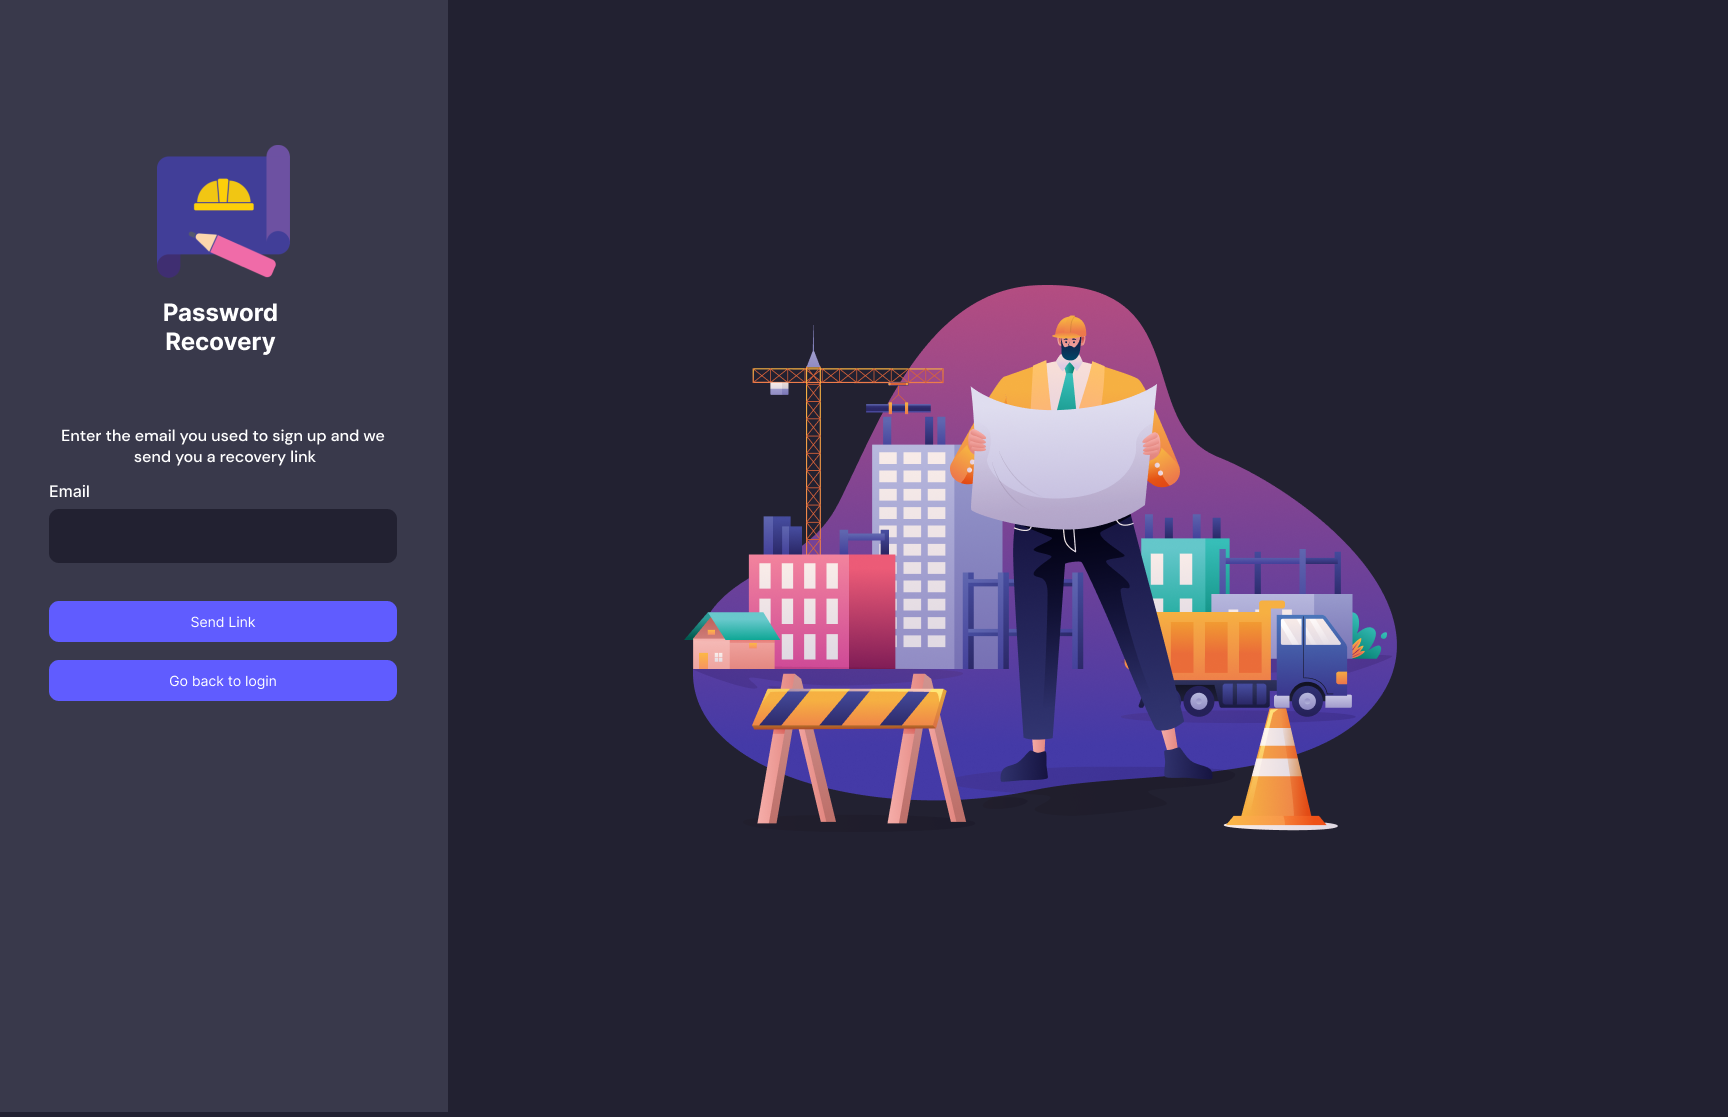 Password
Recovery
Enter the email you used to sign up and we
send you a recovery link
Email
Send Link
Go back to login